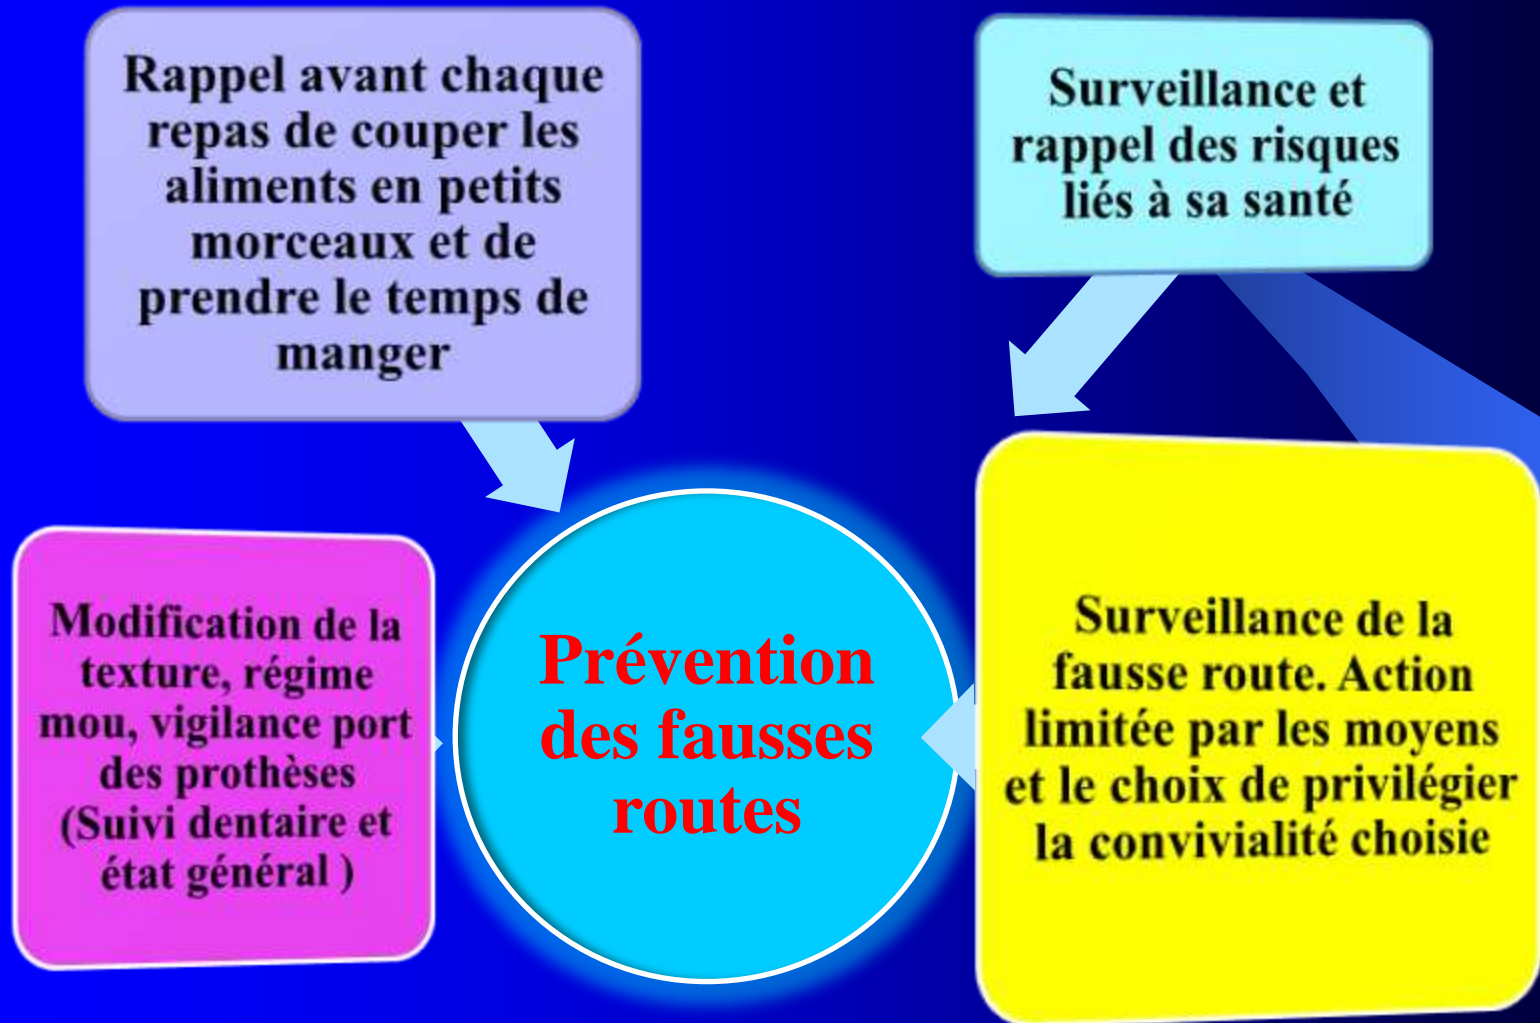 Rappel avant chaque
repas de couper les
aliments en petits
morceaux et de
prendre le temps de
manger
Surveillance et
rappel des risques
liés à sa santé
Modification de la
texture, régime
mou, vigilance port
des prothèses
(Suivi dentaire et
état général )
Prévention
des fausses
routes
Surveillance de la
fausse route. Action
limitée par les moyens
et le choix de privilégier
la convivialité choisie